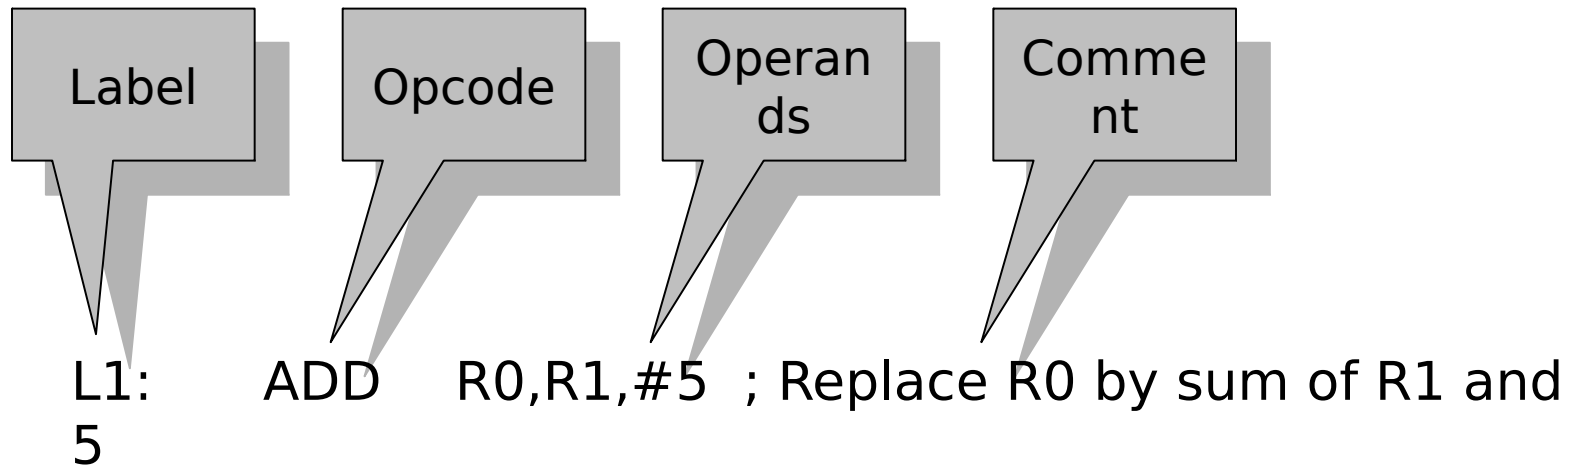 Label
Opcode
Operan
ds
Comme
nt
L1: ADD R0,R1,#5 ; Replace R0 by sum of R1 and
5